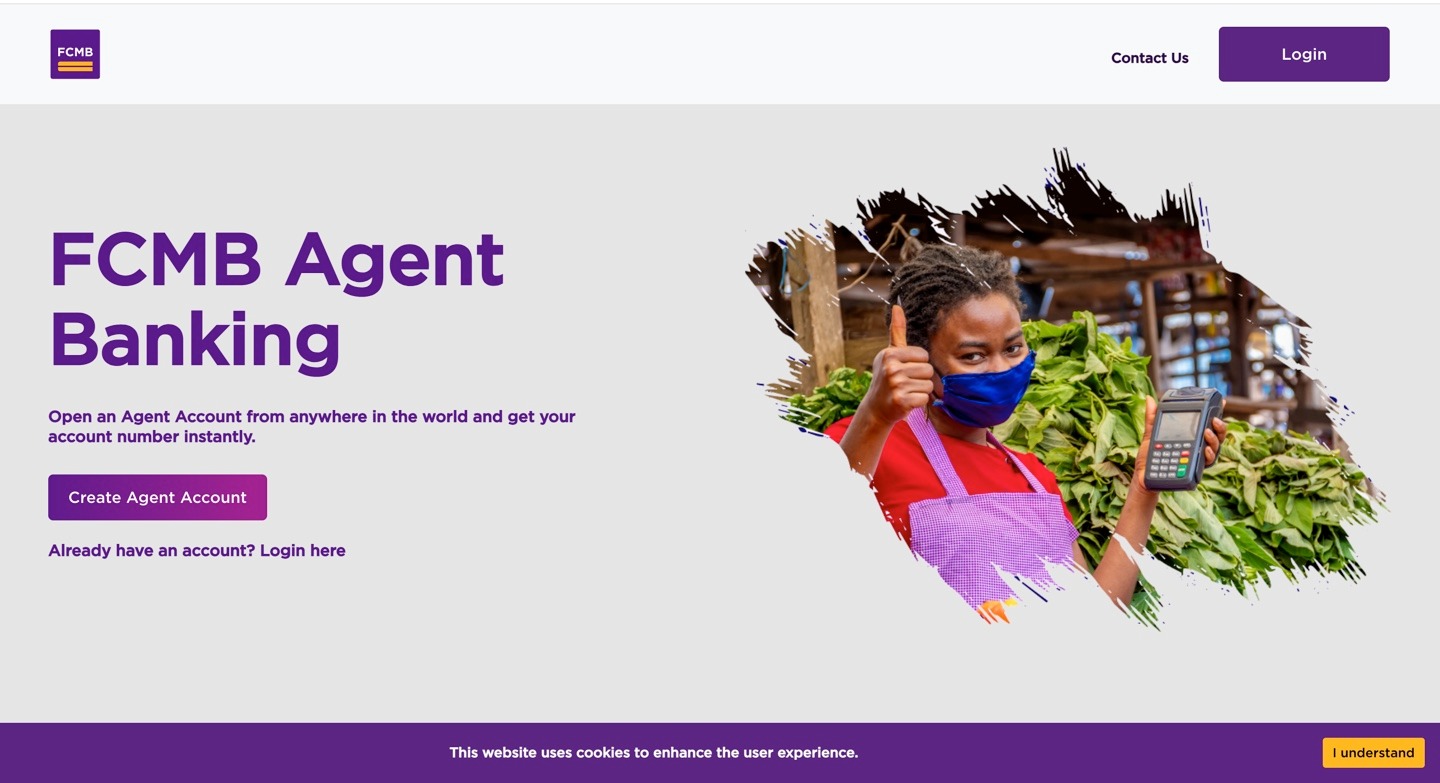 FCMB
Contact Us
Login
FCMB Agent
Banking
Open an Agent Account from anywhere in the world and get your
account number instantly.
Create Agent Account
Already have an account? Login here
This website uses cookies to enhance the user experience.
I understand